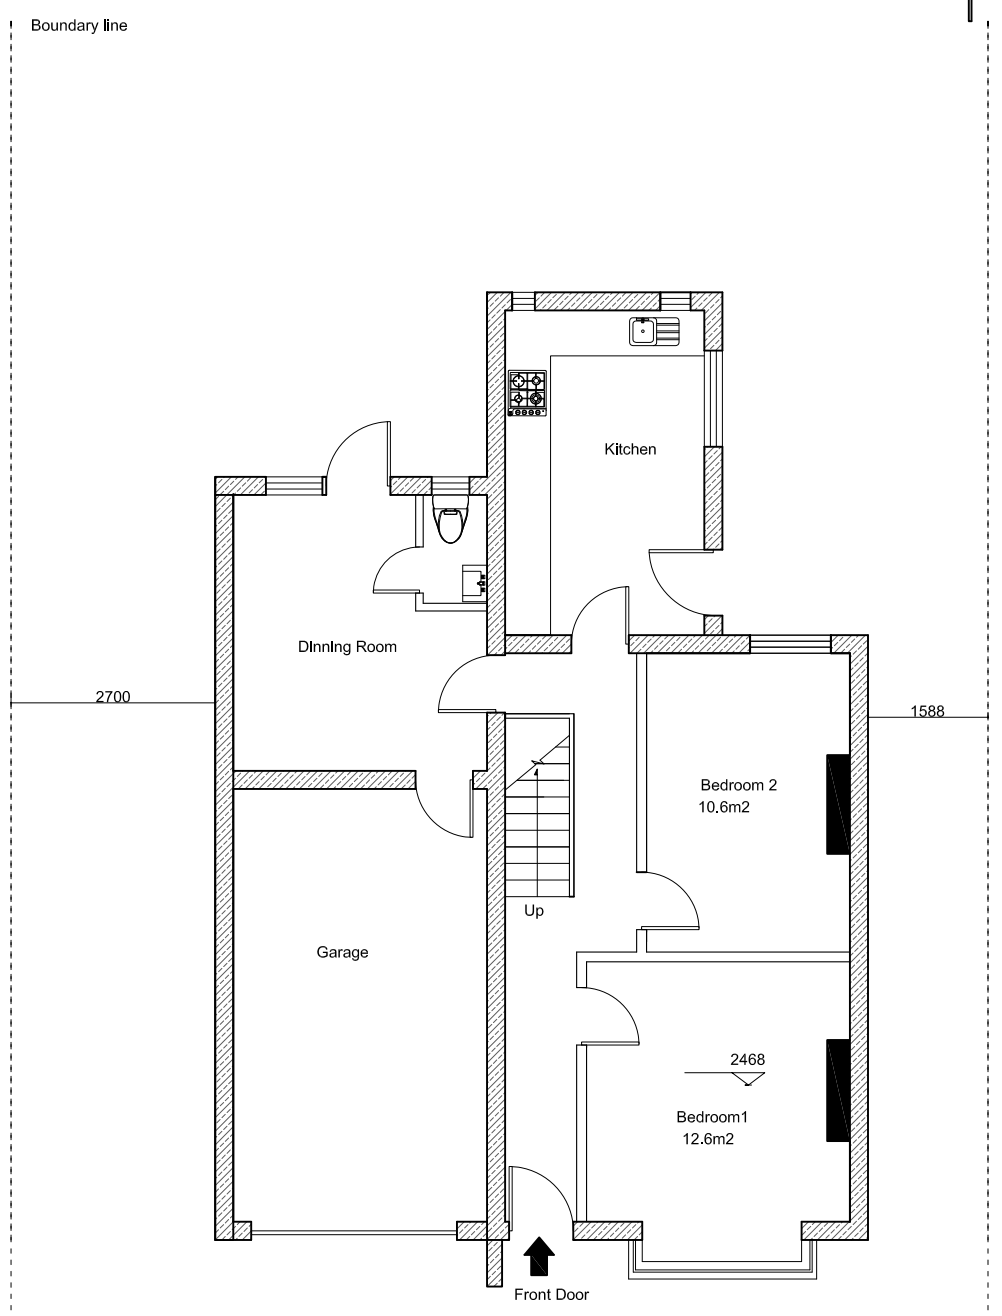 Boundary line
Kitchen
DInning Room
2700
1588
Bedroom 2
10.6m2
Up
Garage
2468
Bedroom1
12.6m2
Front Door